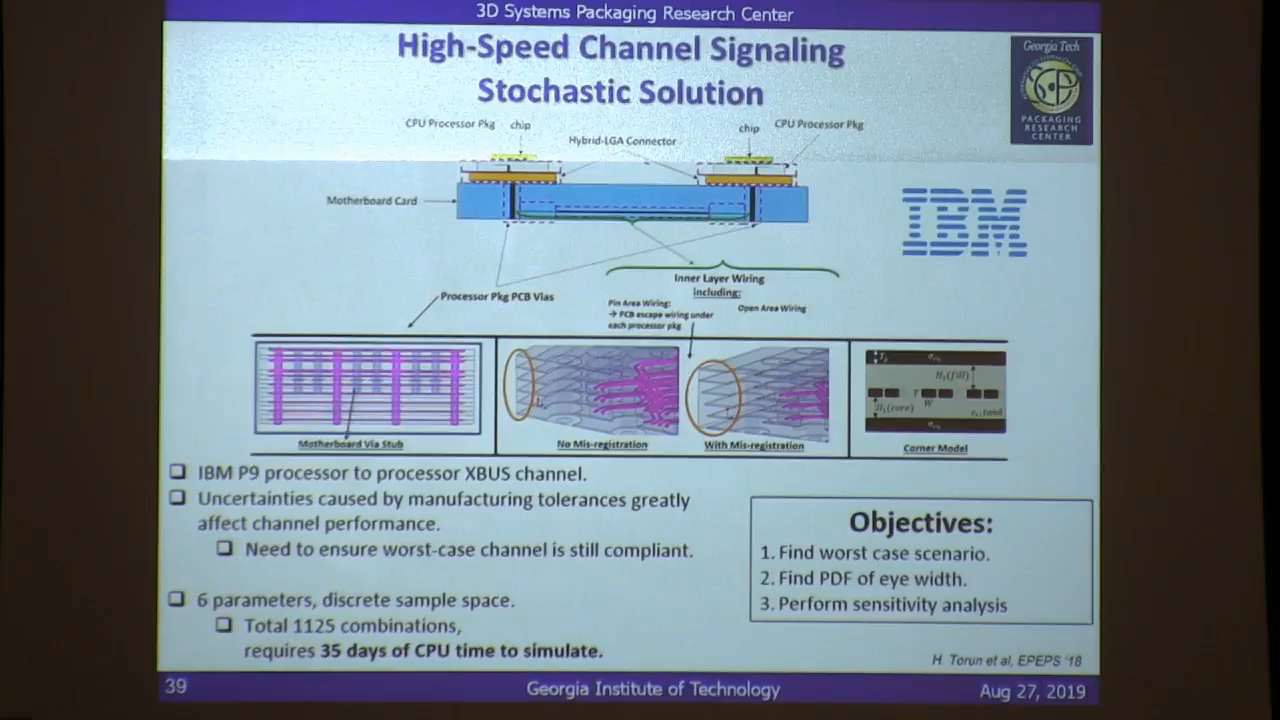 3D Systems Packaging Research Center
High-Speed Channel Signaling
Stochastic Solution
Georgia Tech
PACKAGING
RESEARCH
CENTER
CPU Processor Pkg
chip
Hybrid-LGA Connector
chip
CPU Processor Pkg
Motherboard Card
IBM
Inner Layer Wiring
including:
Processor Pkg PCB Vias
Pin Area Wiring:
→ PCB escape wiring under
each processor pkg
Open Area Wiring
Motherboard Via Stub
No Mis-registration
With Mis-registration
H₁(fill)
W
H₂(core)
Corner Model
❑ IBM P9 processor to processor XBUS channel.
❑ Uncertainties caused by manufacturing tolerances greatly
affect channel performance.
❑ Need to ensure worst-case channel is still compliant.
❑ 6 parameters, discrete sample space.
❑ Total 1125 combinations,
requires 35 days of CPU time to simulate.
Objectives:
1. Find worst case scenario.
2. Find PDF of eye width.
3. Perform sensitivity analysis
H. Torun et al, EPEPS '18
39
Georgia Institute of Technology
Aug 27, 2019